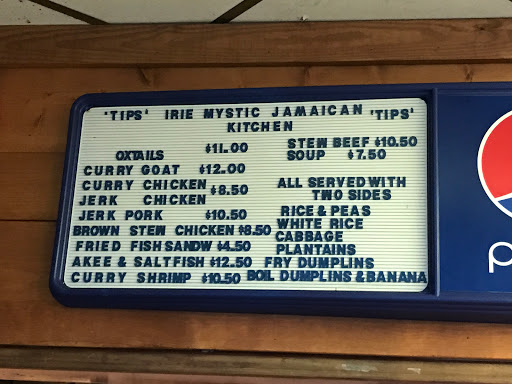 'TIPS' IRIE MYSTIC JAMAICAN 'TIPS'
KITCHEN
OXTAILS $11.00
CURRY GOAT $12.00
CURRY CHICKEN
JERK CHICKEN $8.50
JERK PORK $10.50
BROWN STEW CHICKEN $8.50
FRIED FISH SANDW $4.50
AKEE & SALTFISH $12.50
CURRY SHRIMP $10.50
STEW BEEF $10.50
SOUP $7.50
ALL SERVED WITH
TWO SIDES
RICE & PEAS
WHITE RICE
CABBAGE
PLANTAINS
FRY DUMPLINS
BOIL DUMPLINS & BANANA
p